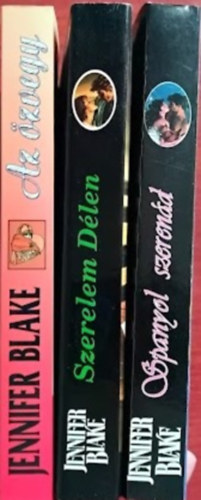 JENNIFER BLAKE
Az özvegy
JENNIFER
BLAKE
Szerelem Délen
JENNIFER
BLAKE
Spanyol szerenád